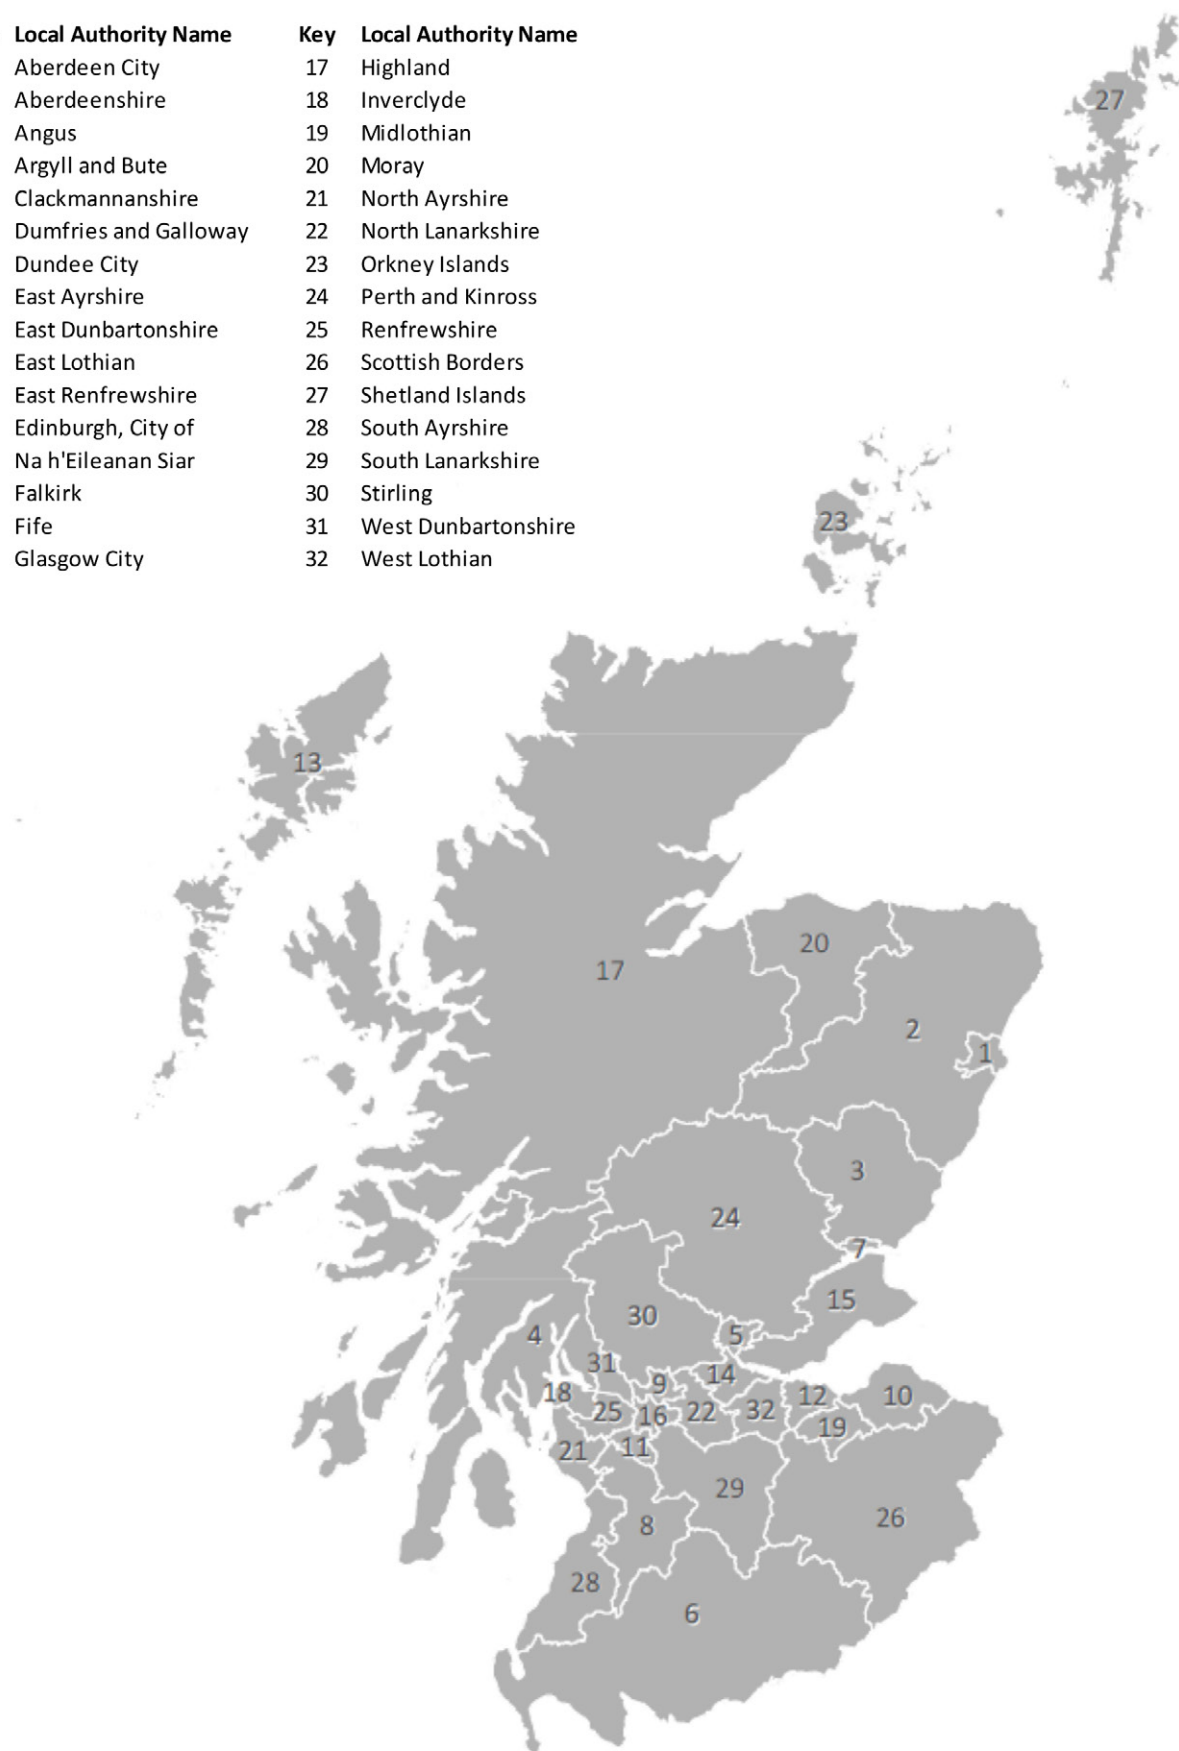 Local Authority Name Key Local Authority Name
Aberdeen City 17 Highland
Aberdeenshire 18 Inverclyde
Angus 19 Midlothian
Argyll and Bute 20 Moray
Clackmannanshire 21 North Ayrshire
Dumfries and Galloway 22 North Lanarkshire
Dundee City 23 Orkney Islands
East Ayrshire 24 Perth and Kinross
East Dunbartonshire 25 Renfrewshire
East Lothian 26 Scottish Borders
East Renfrewshire 27 Shetland Islands
Edinburgh, City of 28 South Ayrshire
Na h'Eileanan Siar 29 South Lanarkshire
Falkirk 30 Stirling
Fife 31 West Dunbartonshire
Glasgow City 32 West Lothian
27
23
13
20
17
2
1
3
24
7
15
30
4
5
31
14
9
18
12
10
25
16
22
32
19
21
11
29
26
8
28
6